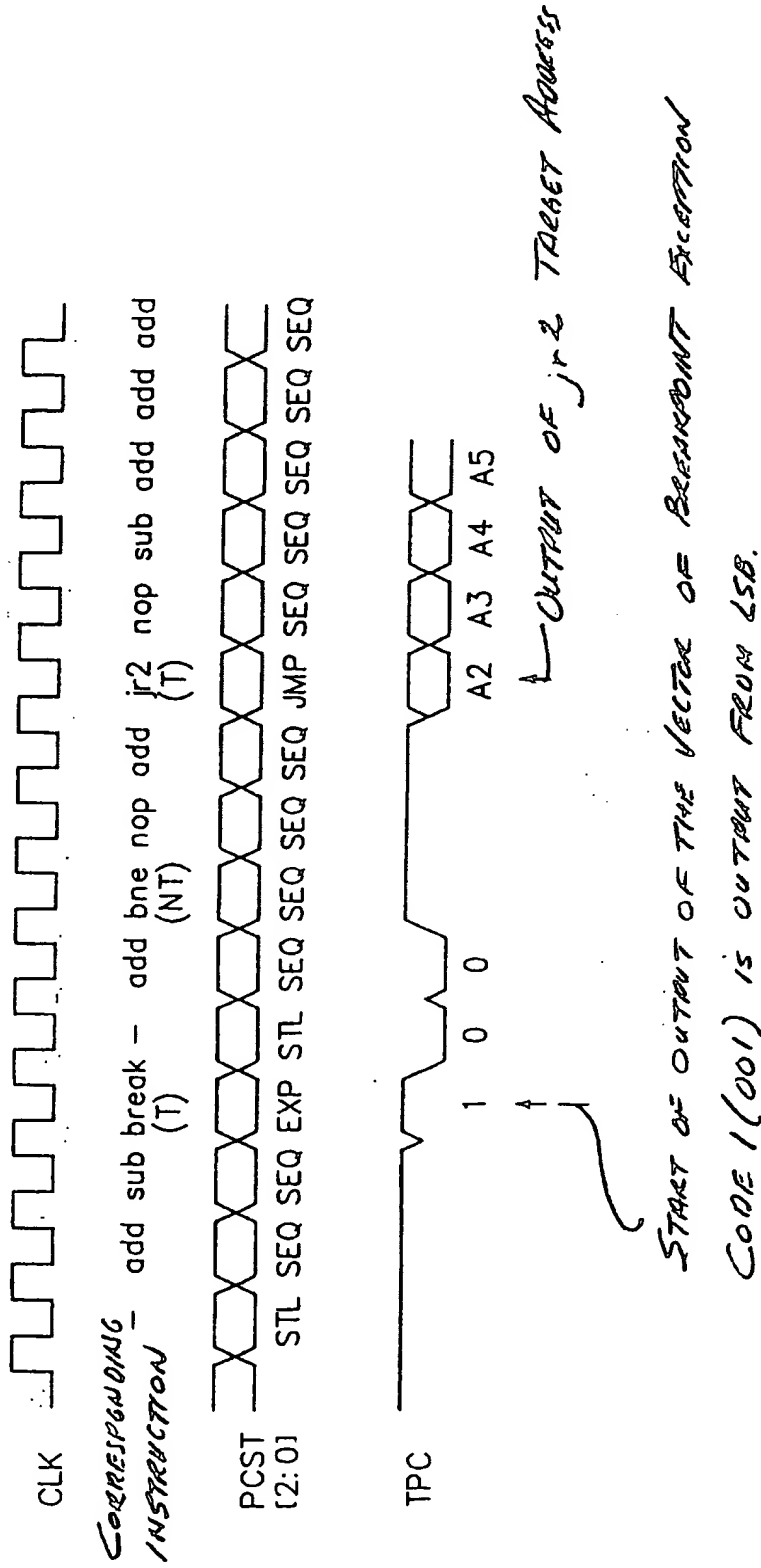 CLK
CORRESPONDING INSTRUCTION
– add sub break – add bne nop add jr2 nop sub add add add
(T) (NT) (T)
PCST [2:0]
STL SEQ SEQ EXP STL SEQ SEQ SEQ SEQ JMP SEQ SEQ SEQ SEQ SEQ
TPC
1 0 0 A2 A3 A4 A5
OUTPUT OF jr2 TARGET ADDRESS
START OF OUTPUT OF THE VECTOR OF BREAKPOINT EXCEPTION
CODE 1(001) IS OUTPUT FROM LSB.